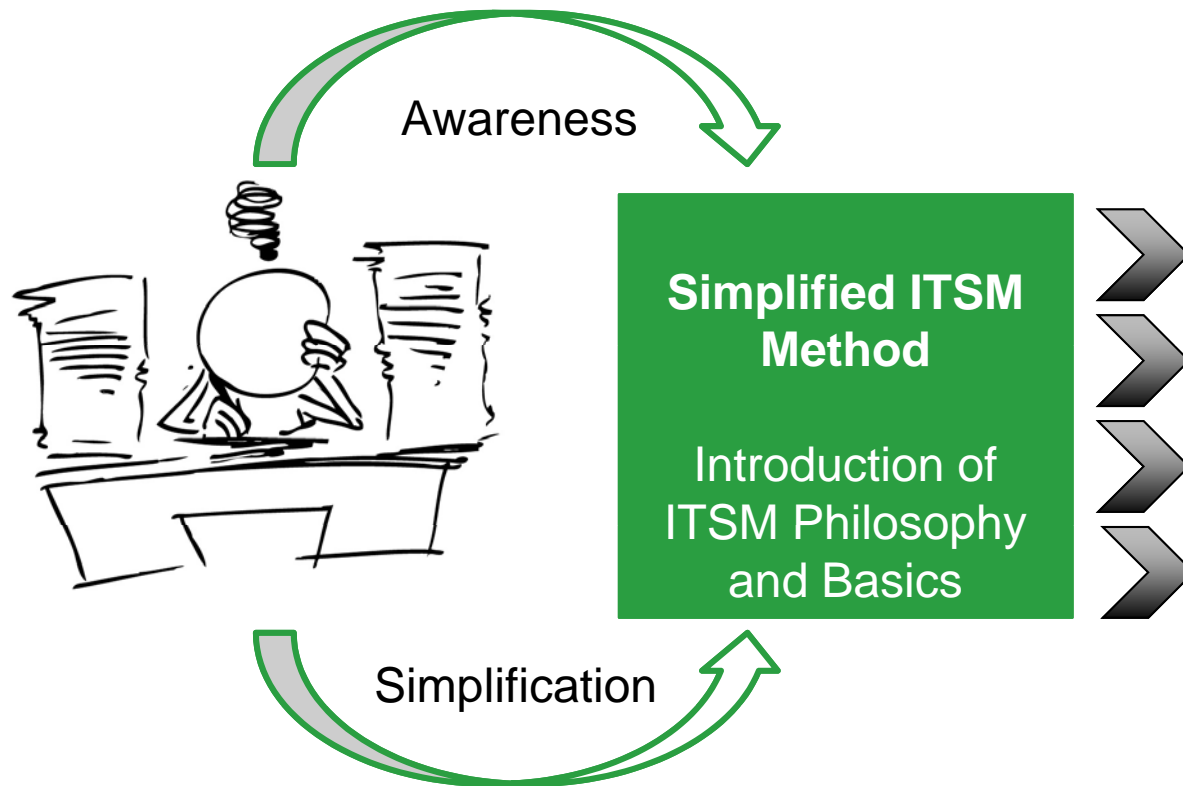 Awareness
Simplified ITSM
Method
Introduction of
ITSM Philosophy
and Basics
Simplification